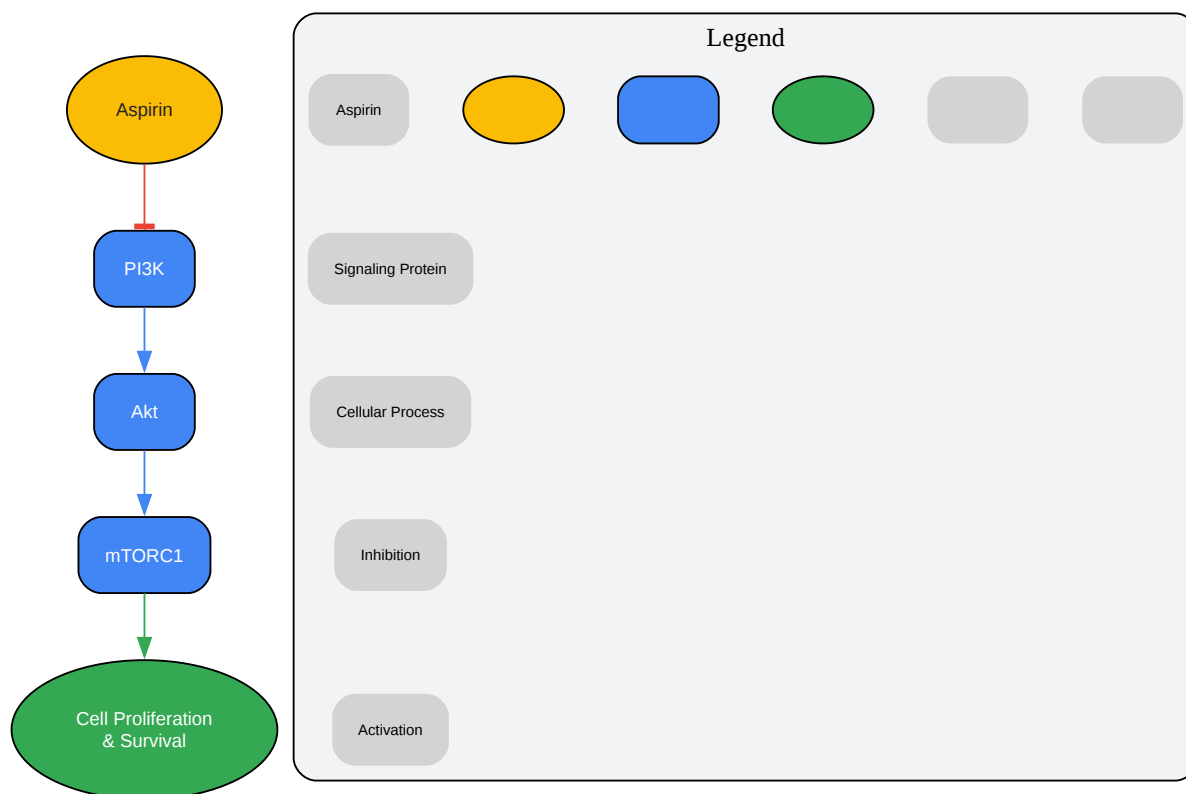 Aspirin
PI3K
Akt
mTORC1
Cell Proliferation
& Survival
Legend
Aspirin
Signaling Protein
Cellular Process
Inhibition
Activation